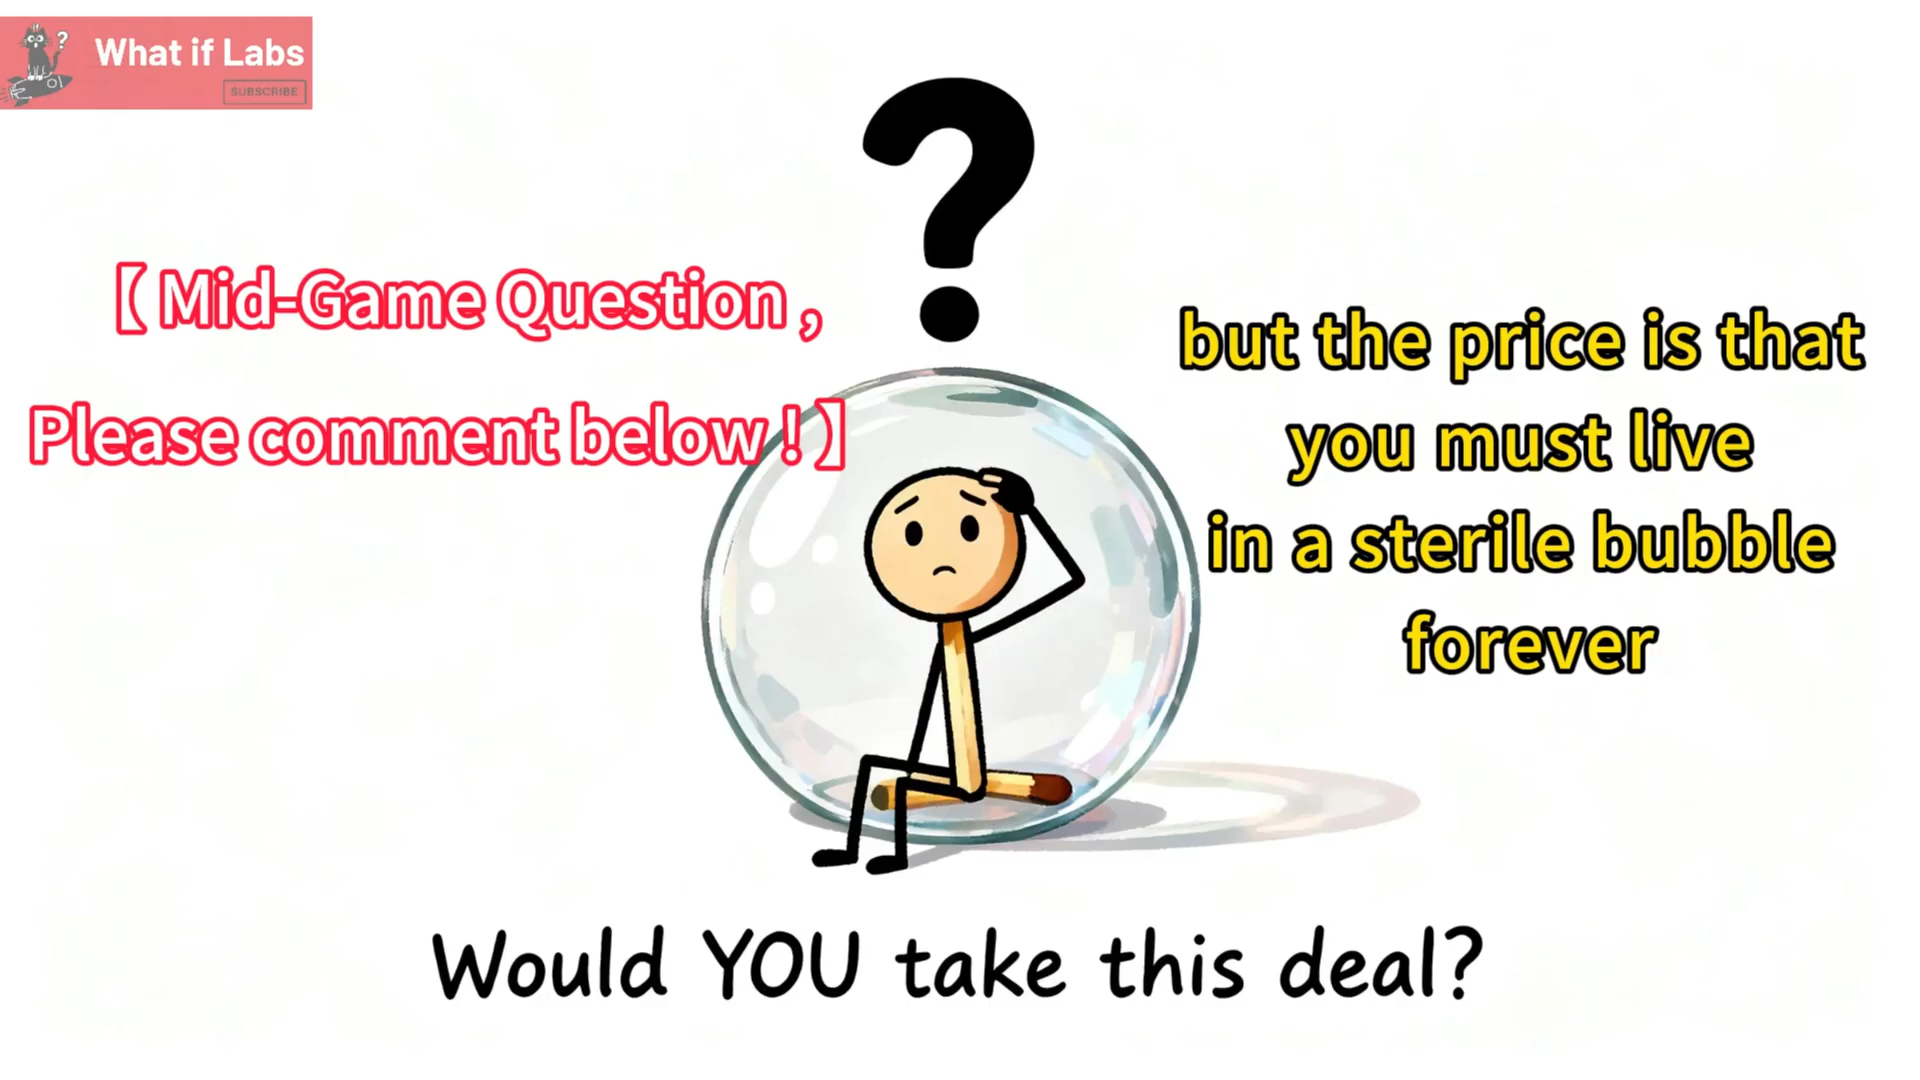 What if Labs
SUBSCRIBE
?
?
【 Mid-Game Question ,
Please comment below ! 】
but the price is that
you must live
in a sterile bubble
forever
Would YOU take this deal?